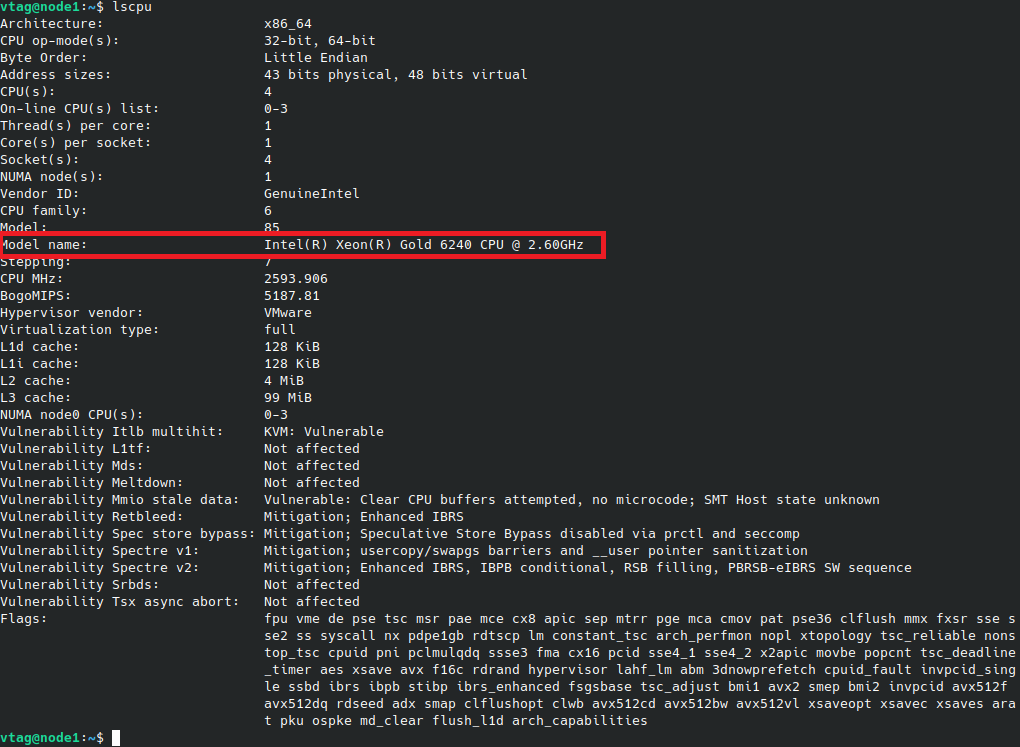 vtag@node1:~$ lscpu
Architecture: x86_64
CPU op-mode(s): 32-bit, 64-bit
Byte Order: Little Endian
Address sizes: 43 bits physical, 48 bits virtual
CPU(s): 4
On-line CPU(s) list: 0-3
Thread(s) per core: 1
Core(s) per socket: 1
Socket(s): 4
NUMA node(s): 1
Vendor ID: GenuineIntel
CPU family: 6
Model: 85
Model name: Intel(R) Xeon(R) Gold 6240 CPU @ 2.60GHz
Stepping: 7
CPU MHz: 2593.906
BogoMIPS: 5187.81
Hypervisor vendor: VMware
Virtualization type: full
L1d cache: 128 KiB
L1i cache: 128 KiB
L2 cache: 4 MiB
L3 cache: 99 MiB
NUMA node0 CPU(s): 0-3
Vulnerability Itlb multihit: KVM: Vulnerable
Vulnerability L1tf: Not affected
Vulnerability Mds: Not affected
Vulnerability Meltdown: Not affected
Vulnerability Mmio stale data: Vulnerable: Clear CPU buffers attempted, no microcode; SMT Host state unknown
Vulnerability Retbleed: Mitigation; Enhanced IBRS
Vulnerability Spec store bypass: Mitigation; Speculative Store Bypass disabled via prctl and seccomp
Vulnerability Spectre v1: Mitigation; usercopy/swapgs barriers and __user pointer sanitization
Vulnerability Spectre v2: Mitigation; Enhanced IBRS, IBPB conditional, RSB filling, PBRSB-eIBRS SW sequence
Vulnerability Srbds: Not affected
Vulnerability Tsx async abort: Not affected
Flags: fpu vme de pse tsc msr pae mce cx8 apic sep mtrr pge mca cmov pat pse36 clflush mmx fxsr sse s
se2 ss syscall nx pdpe1gb rdtscp lm constant_tsc arch_perfmon nopl xtopology tsc_reliable nons
top_tsc cpuid pni pclmulqdq ssse3 fma cx16 pcid sse4_1 sse4_2 x2apic movbe popcnt tsc_deadline
_timer aes xsave avx f16c rdrand hypervisor lahf_lm abm 3dnowprefetch cpuid_fault invpcid_sing
le ssbd ibrs ibpb stibp ibrs_enhanced fsgsbase tsc_adjust bmi1 avx2 smep bmi2 invpcid avx512f
avx512dq rdseed adx smap clflushopt clwb avx512cd avx512bw avx512vl xsaveopt xsavec xsaves ara
t pku ospke md_clear flush_l1d arch_capabilities
vtag@node1:~$